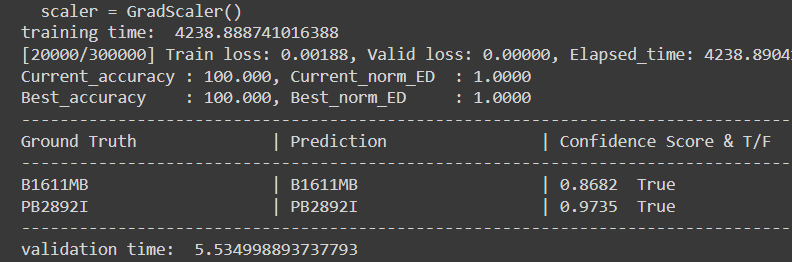 scaler = GradScaler()
training time:  4238.888741016388
[20000/300000] Train loss: 0.00188, Valid loss: 0.00000, Elapsed_time: 4238.8904
Current_accuracy : 100.000, Current_norm_ED  : 1.0000
Best_accuracy    : 100.000, Best_norm_ED     : 1.0000
--------------------------------------------------------------------------------
Ground Truth              | Prediction                | Confidence Score & T/F
--------------------------------------------------------------------------------
B1611MB                   | B1611MB                   | 0.8682  True
PB2892I                   | PB2892I                   | 0.9735  True
--------------------------------------------------------------------------------
validation time:  5.534998893737793